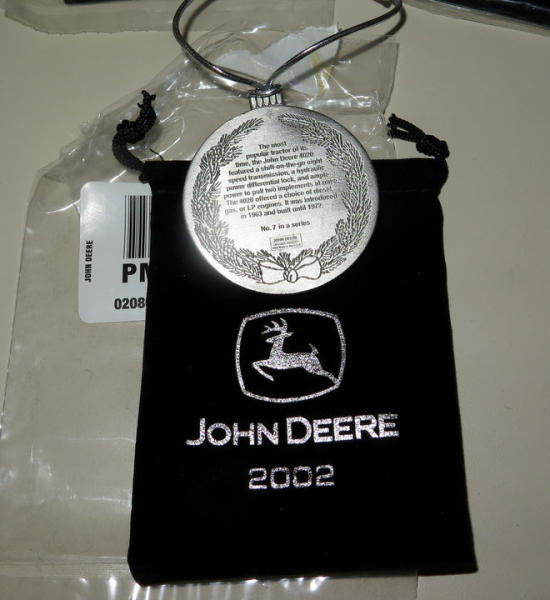 The most
popular tractor of its
time, the John Deere 4020
featured a shift-on-the-go eight
speed transmission, a hydraulic
power differential lock, and ample
power to pull two implements at once.
The 4020 offered a choice of diesel,
gas, or LP engines. It was introduced
in 1963 and built until 1972.
No. 7 in a series
JOHN DEERE
JOHN DEERE
PM
0208
JOHN DEERE
2002